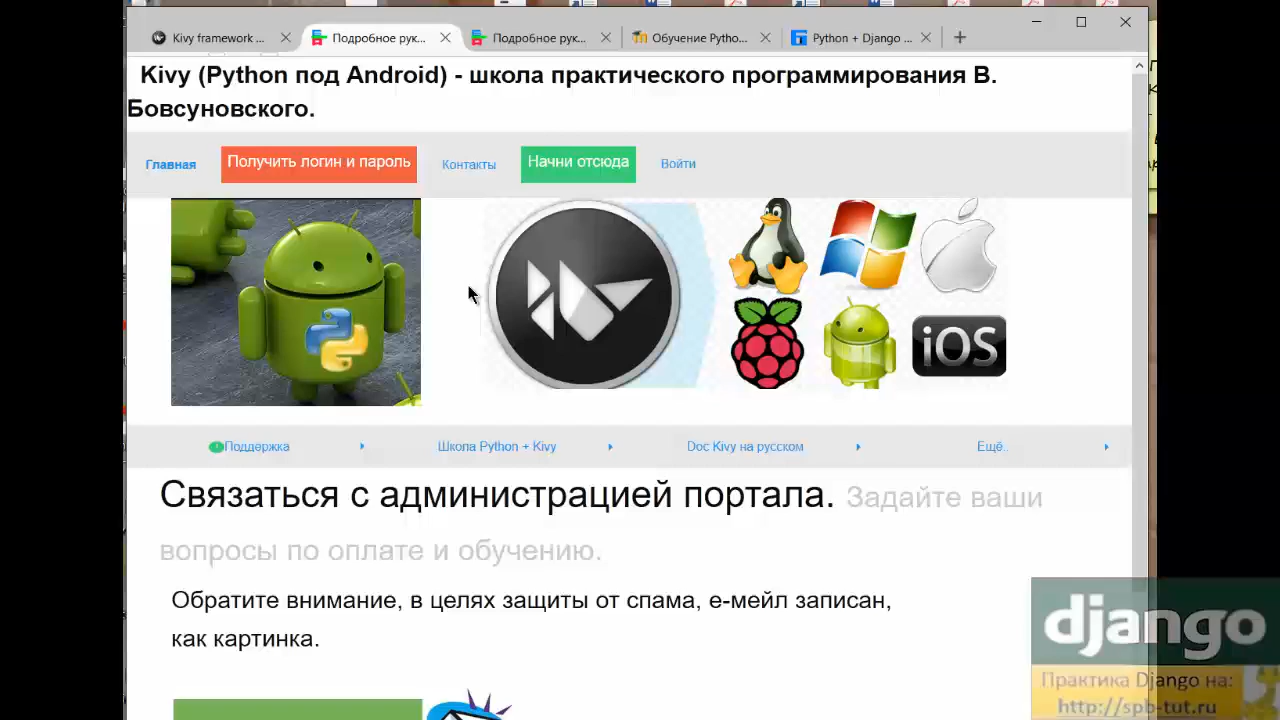 Kivy framework ...
Подробное рук...
Подробное рук...
Обучение Pytho...
Python + Django ...
Kivy (Python под Android) - школа практического программирования В.
Бовсуновского.
Главная
Получить логин и пароль
Контакты
Начни отсюда
Войти
iOS
Поддержка
Школа Python + Kivy
Doc Kivy на русском
Ещё..
Связаться с администрацией портала. Задайте ваши
вопросы по оплате и обучению.
Обратите внимание, в целях защиты от спама, е-мейл записан,
как картинка.
django
Практика Django на:
http://spb-tut.ru